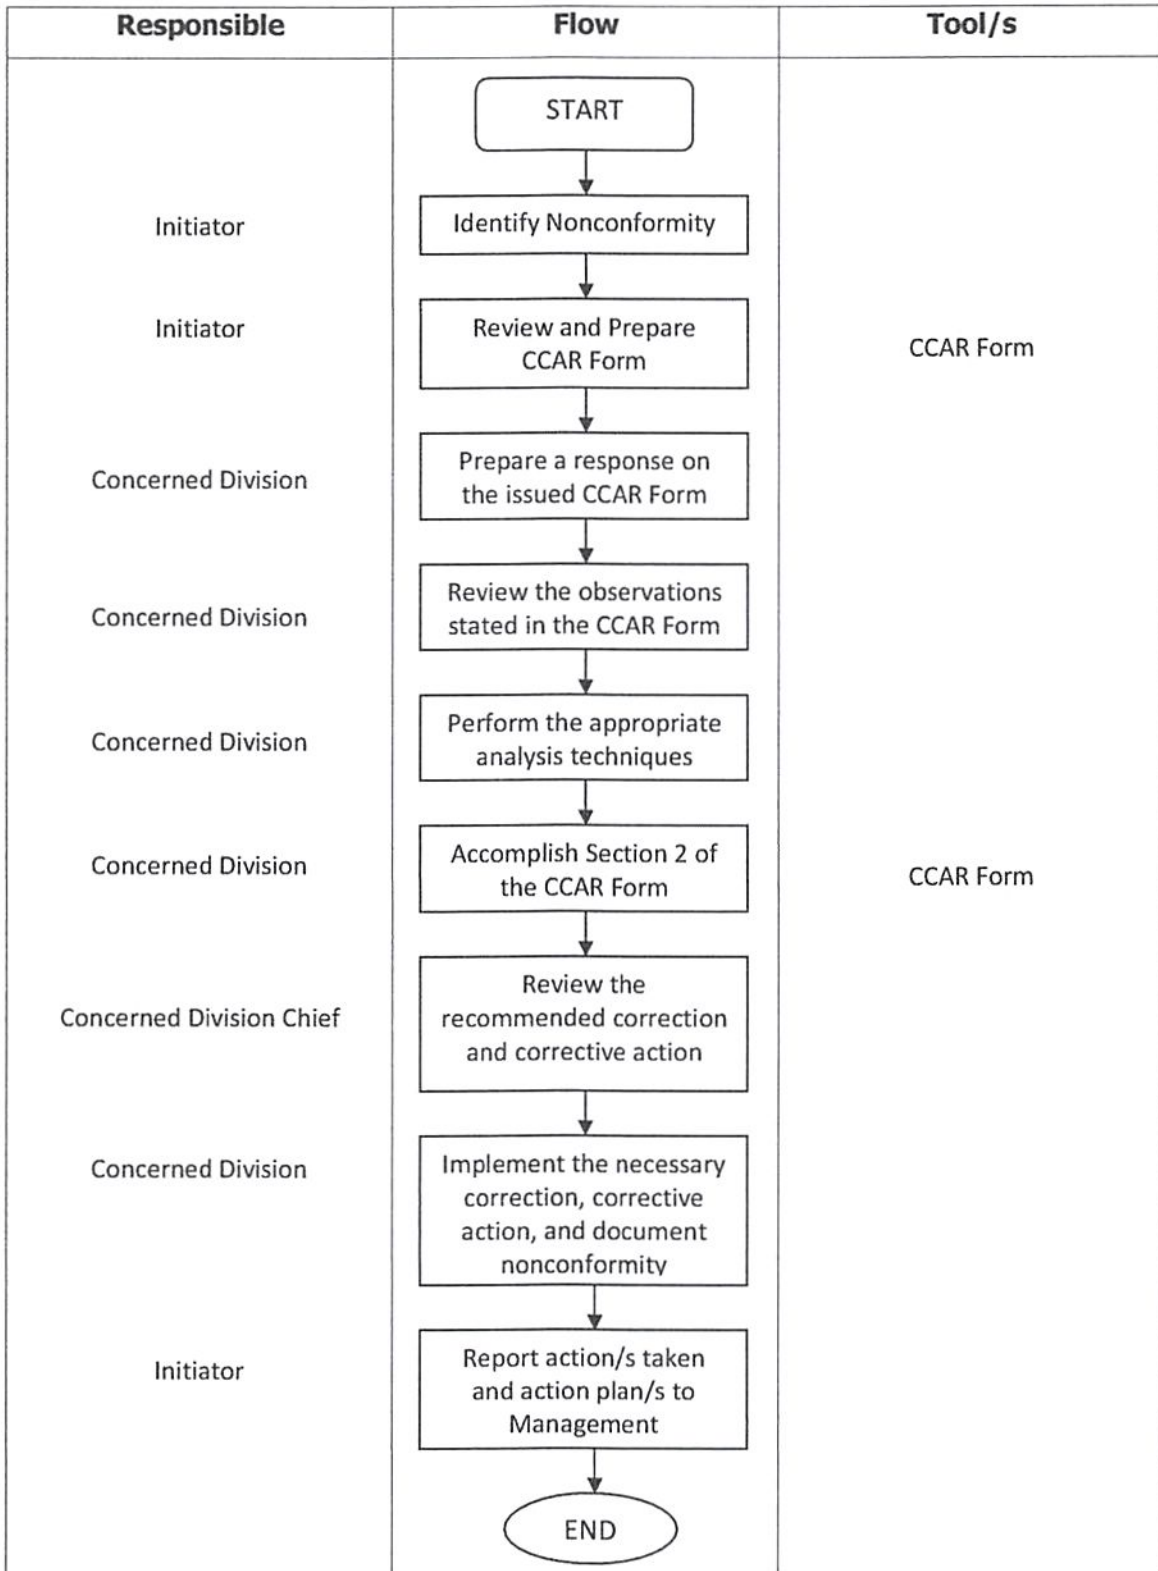 Responsible
Flow
Tool/s
START
Initiator
Identify Nonconformity
Initiator
Review and Prepare
CCAR Form
CCAR Form
Concerned Division
Prepare a response on
the issued CCAR Form
Concerned Division
Review the observations
stated in the CCAR Form
Concerned Division
Perform the appropriate
analysis techniques
Concerned Division
Accomplish Section 2 of
the CCAR Form
CCAR Form
Concerned Division Chief
Review the
recommended correction
and corrective action
Concerned Division
Implement the necessary
correction, corrective
action, and document
nonconformity
Initiator
Report action/s taken
and action plan/s to
Management
END